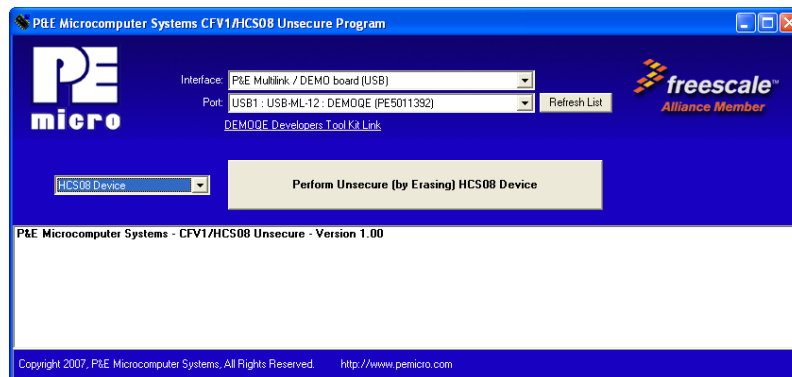 P&E Microcomputer Systems CFV1/HCS08 Unsecure Program
PE
micro
Interface: P&E Multilink / DEMO board (USB)
Port: USB1 : USB-ML-12 : DEMOQE (PE5011392) Refresh List
DEMOQE Developers Tool Kit Link
freescale™
Alliance Member
HCS08 Device
Perform Unsecure (by Erasing) HCS08 Device
P&E Microcomputer Systems - CFV1/HCS08 Unsecure - Version 1.00
Copyright 2007, P&E Microcomputer Systems, All Rights Reserved. http://www.pemicro.com